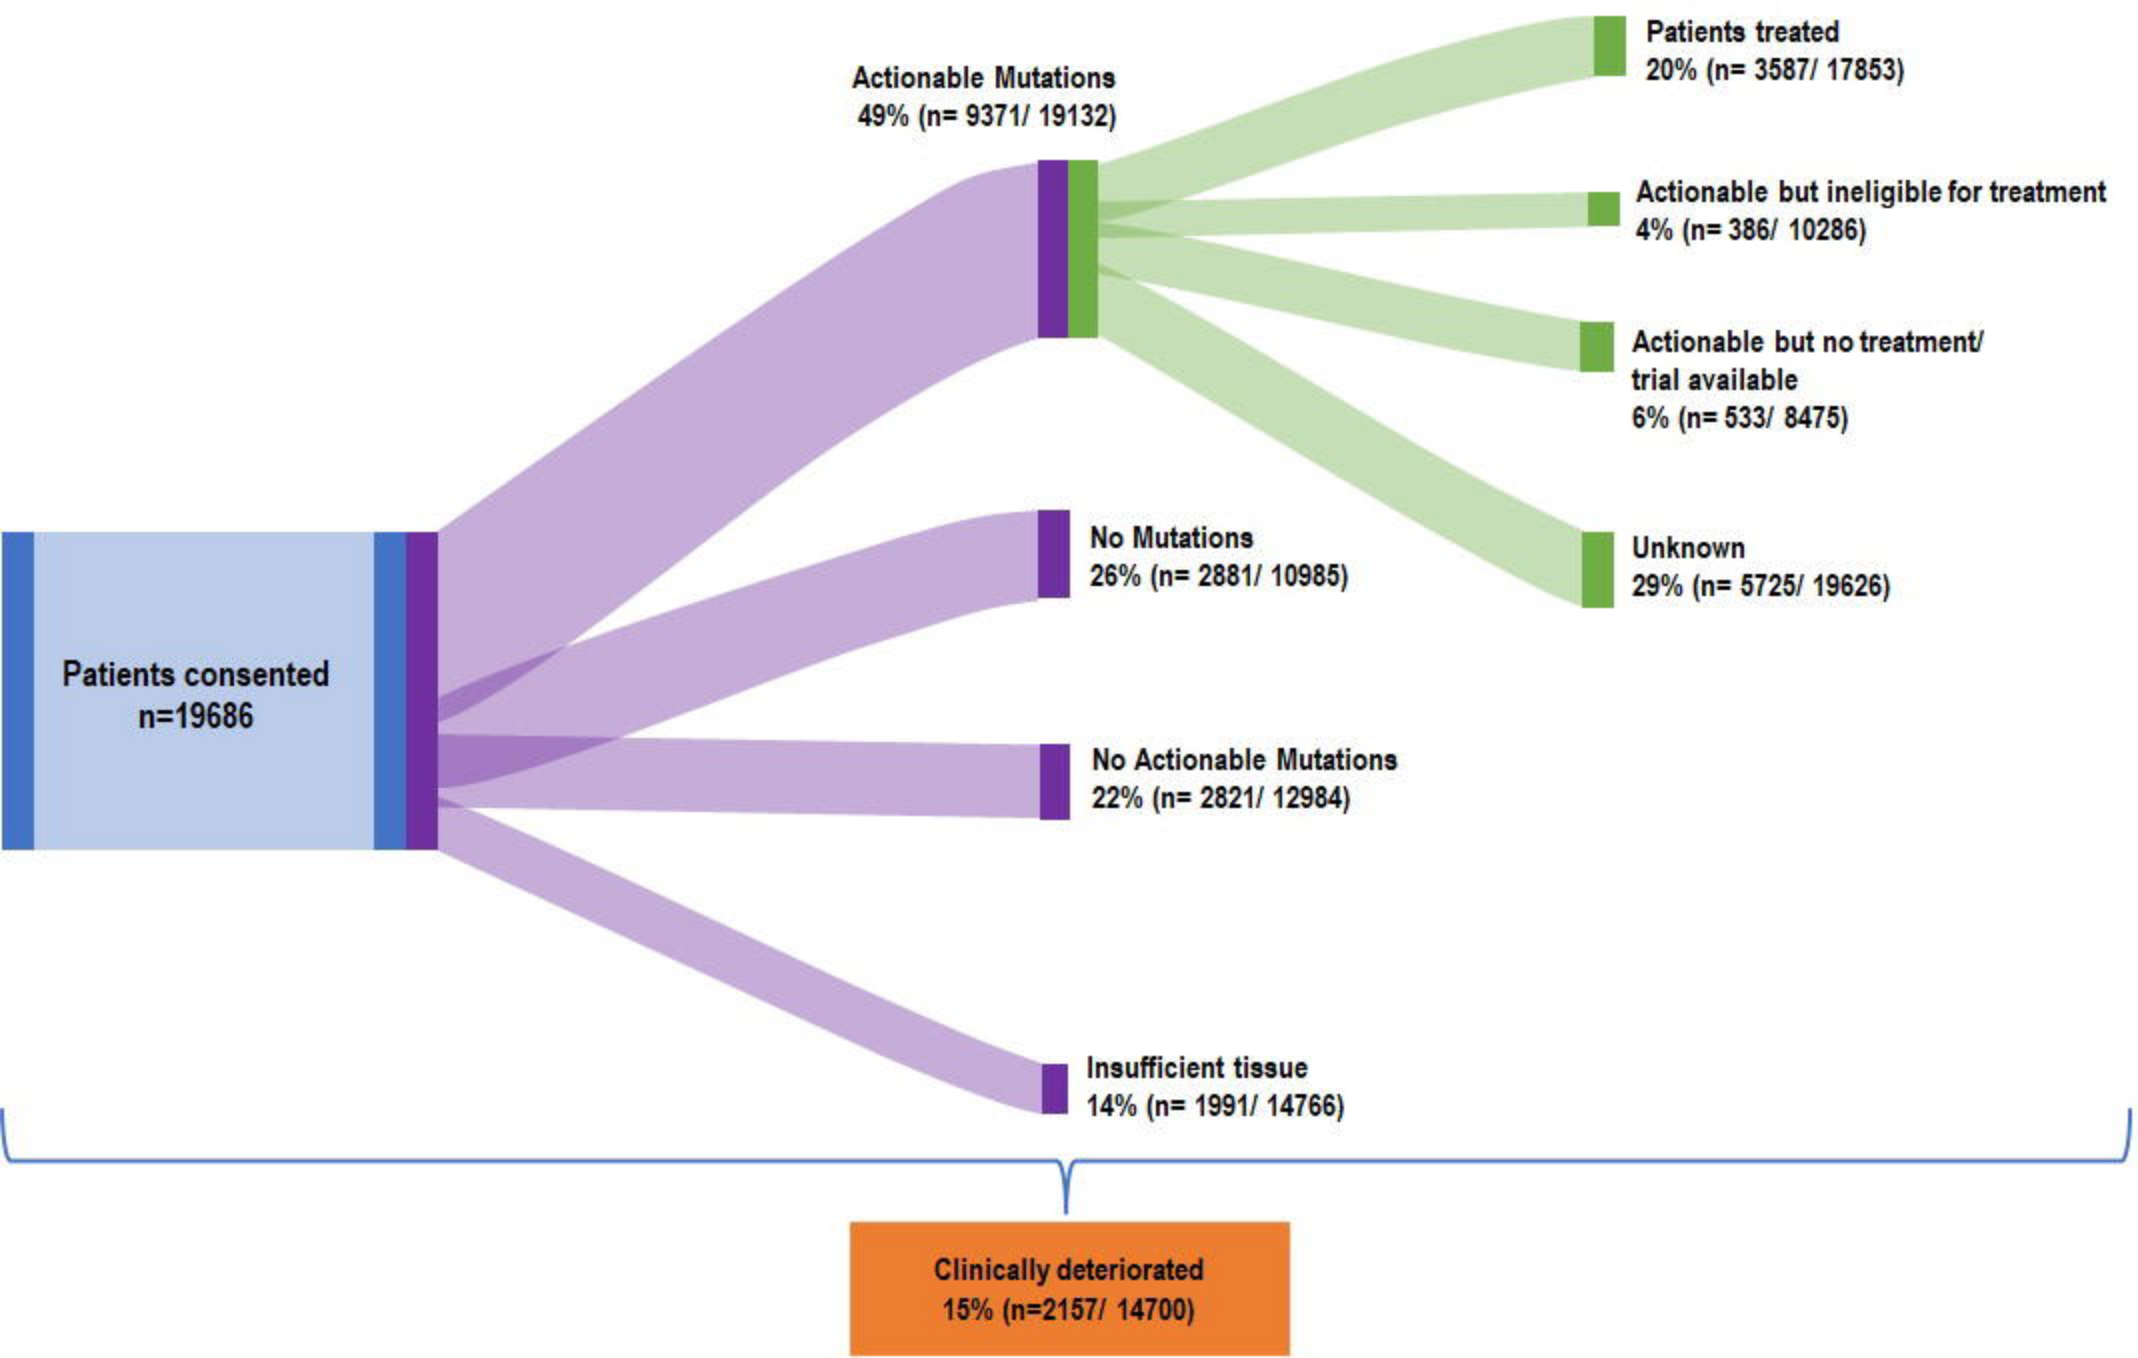 Patients treated
20% (n= 3587/ 17853)
Actionable Mutations
49% (n= 9371/ 19132)
Actionable but ineligible for treatment
4% (n= 386/ 10286)
Actionable but no treatment/
trial available
6% (n= 533/ 8475)
No Mutations
26% (n= 2881/ 10985)
Unknown
29% (n= 5725/ 19626)
Patients consented
n=19686
No Actionable Mutations
22% (n= 2821/ 12984)
Insufficient tissue
14% (n= 1991/ 14766)
Clinically deteriorated
15% (n=2157/ 14700)